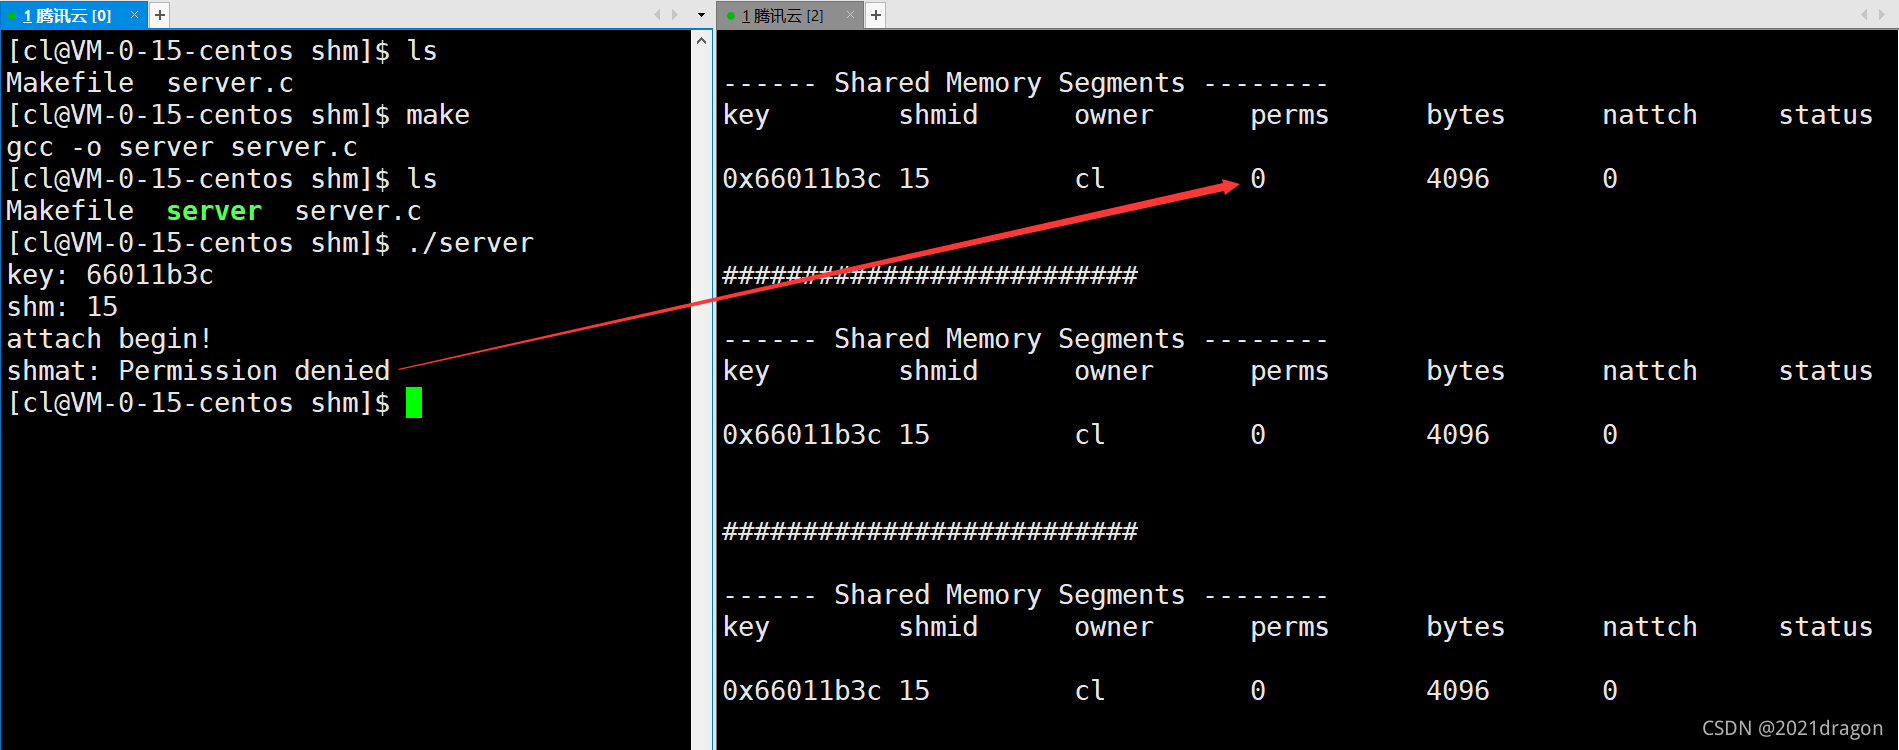 1 腾讯云 [0]
[cl@VM-0-15-centos shm]$ ls
Makefile  server.c
[cl@VM-0-15-centos shm]$ make
gcc -o server server.c
[cl@VM-0-15-centos shm]$ ls
Makefile  server  server.c
[cl@VM-0-15-centos shm]$ ./server
key: 66011b3c
shm: 15
attach begin!
shmat: Permission denied
[cl@VM-0-15-centos shm]$
1 腾讯云 [2]
------ Shared Memory Segments --------
key        shmid      owner      perms      bytes      nattch     status
0x66011b3c 15         cl         0          4096       0
##########################
------ Shared Memory Segments --------
key        shmid      owner      perms      bytes      nattch     status
0x66011b3c 15         cl         0          4096       0
##########################
------ Shared Memory Segments --------
key        shmid      owner      perms      bytes      nattch     status
0x66011b3c 15         cl         0          4096       0
CSDN @2021dragon